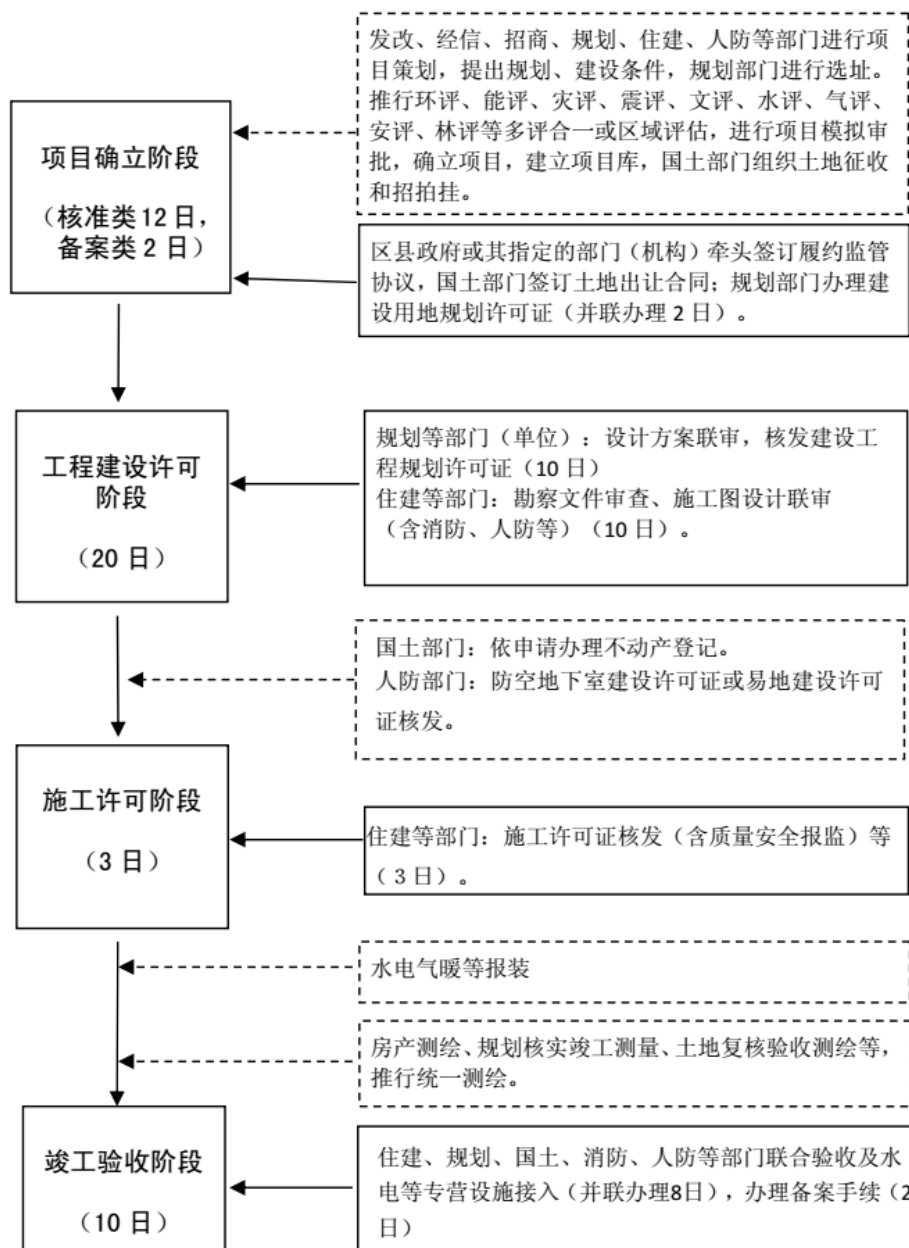 发改、经信、招商、规划、住建、人防等部门进行项
目策划，提出规划、建设条件，规划部门进行选址。
推行环评、能评、灾评、震评、文评、水评、气评、
安评、林评等多评合一或区域评估，进行项目模拟审
批，确立项目，建立项目库，国土部门组织土地征收
和招拍挂。
项目确立阶段
（核准类 12 日，
备案类 2 日）
区县政府或其指定的部门（机构）牵头签订履约监管
协议，国土部门签订土地出让合同；规划部门办理建
设用地规划许可证（并联办理 2 日）。
工程建设许可
阶段
（20 日）
规划等部门（单位）：设计方案联审，核发建设工
程规划许可证（10 日）
住建等部门：勘察文件审查、施工图设计联审
（含消防、人防等）（10 日）。
国土部门：依申请办理不动产登记。
人防部门：防空地下室建设许可证或易地建设许可
证核发。
施工许可阶段
（3 日）
住建等部门：施工许可证核发（含质量安全报监）等
（3 日）。
水电气暖等报装
房产测绘、规划核实竣工测量、土地复核验收测绘等，
推行统一测绘。
竣工验收阶段
（10 日）
住建、规划、国土、消防、人防等部门联合验收及水
电等专营设施接入（并联办理8日），办理备案手续（2
日）